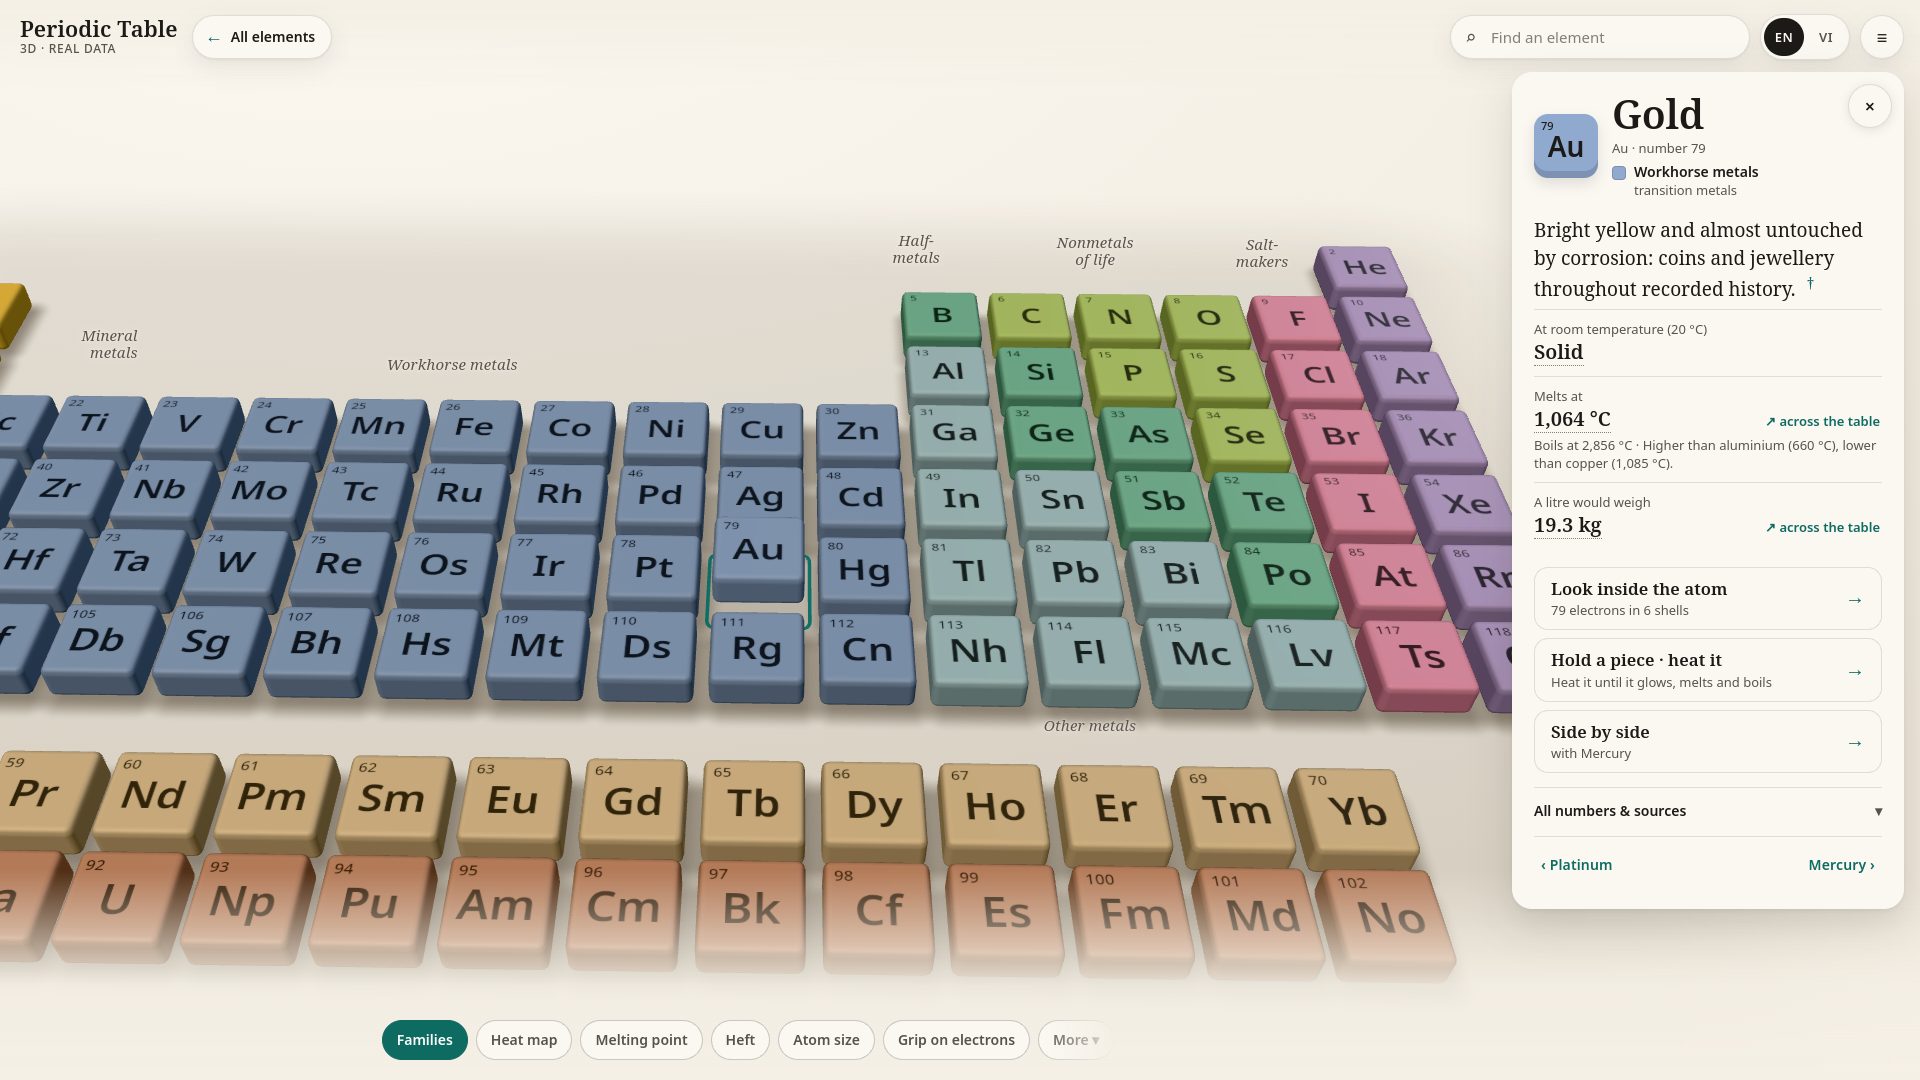 Periodic Table
3D · REAL DATA
← All elements
Find an element
EN
VI
≡
×
79
Au
Gold
Au · number 79
Workhorse metals
transition metals
Bright yellow and almost untouched
by corrosion: coins and jewellery
throughout recorded history. †
At room temperature (20 °C)
Solid
Melts at
1,064 °C
↗ across the table
Boils at 2,856 °C · Higher than aluminium (660 °C), lower
than copper (1,085 °C).
A litre would weigh
19.3 kg
↗ across the table
Look inside the atom
79 electrons in 6 shells
→
Hold a piece · heat it
Heat it until it glows, melts and boils
→
Side by side
with Mercury
→
All numbers & sources ▾
‹ Platinum
Mercury ›
Half-
metals
Nonmetals
of life
Salt-
makers
Mineral
metals
Workhorse metals
Other metals
2 He
5 B 6 C 7 N 8 O 9 F 10 Ne
13 Al 14 Si 15 P 16 S 17 Cl 18 Ar
c 22 Ti 23 V 24 Cr 25 Mn 26 Fe 27 Co 28 Ni 29 Cu 30 Zn 31 Ga 32 Ge 33 As 34 Se 35 Br 36 Kr
40 Zr 41 Nb 42 Mo 43 Tc 44 Ru 45 Rh 46 Pd 47 Ag 48 Cd 49 In 50 Sn 51 Sb 52 Te 53 I 54 Xe
72 Hf 73 Ta 74 W 75 Re 76 Os 77 Ir 78 Pt 79 Au 80 Hg 81 Tl 82 Pb 83 Bi 84 Po 85 At 86 Rn
f 105 Db 106 Sg 107 Bh 108 Hs 109 Mt 110 Ds 111 Rg 112 Cn 113 Nh 114 Fl 115 Mc 116 Lv 117 Ts 118
59 Pr 60 Nd 61 Pm 62 Sm 63 Eu 64 Gd 65 Tb 66 Dy 67 Ho 68 Er 69 Tm 70 Yb
a 92 U 93 Np 94 Pu 95 Am 96 Cm 97 Bk 98 Cf 99 Es 100 Fm 101 Md 102 No
Families
Heat map
Melting point
Heft
Atom size
Grip on electrons
More ▾